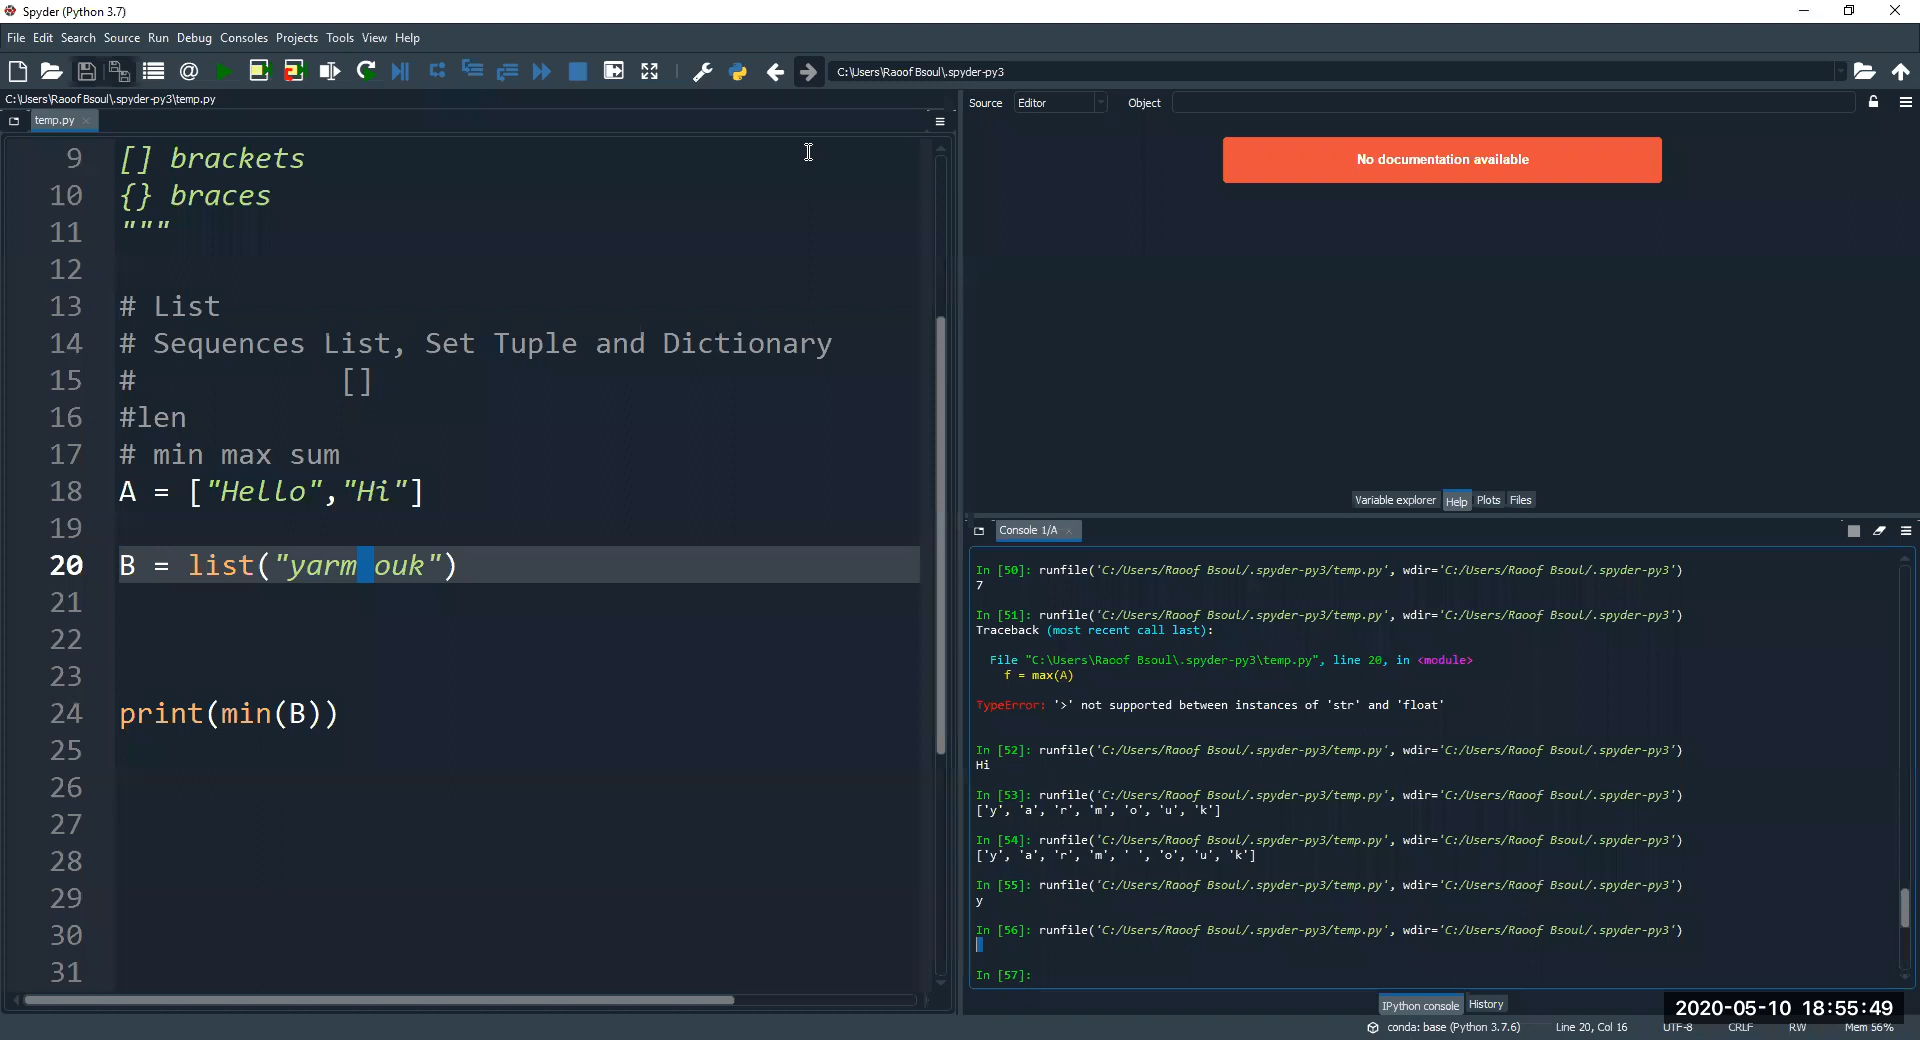 Spyder (Python 3.7)
File Edit Search Source Run Debug Consoles Projects Tools View Help
C:\Users\Raoof Bsoul\.spyder-py3
C:\Users\Raoof Bsoul\.spyder-py3\temp.py
temp.py
9 [] brackets
10 {} braces
11 """
12
13 # List
14 # Sequences List, Set Tuple and Dictionary
15 # []
16 #len
17 # min max sum
18 A = ["Hello","Hi"]
19
20 B = list("yarm ouk")
21
22
23
24 print(min(B))
25
26
27
28
29
30
31
Source Editor Object
No documentation available
Variable explorer Help Plots Files
Console 1/A
In [50]: runfile('C:/Users/Raoof Bsoul/.spyder-py3/temp.py', wdir='C:/Users/Raoof Bsoul/.spyder-py3')
7
In [51]: runfile('C:/Users/Raoof Bsoul/.spyder-py3/temp.py', wdir='C:/Users/Raoof Bsoul/.spyder-py3')
Traceback (most recent call last):
File "C:\Users\Raoof Bsoul\.spyder-py3\temp.py", line 20, in <module>
f = max(A)
TypeError: '>' not supported between instances of 'str' and 'float'
In [52]: runfile('C:/Users/Raoof Bsoul/.spyder-py3/temp.py', wdir='C:/Users/Raoof Bsoul/.spyder-py3')
Hi
In [53]: runfile('C:/Users/Raoof Bsoul/.spyder-py3/temp.py', wdir='C:/Users/Raoof Bsoul/.spyder-py3')
['y', 'a', 'r', 'm', 'o', 'u', 'k']
In [54]: runfile('C:/Users/Raoof Bsoul/.spyder-py3/temp.py', wdir='C:/Users/Raoof Bsoul/.spyder-py3')
['y', 'a', 'r', 'm', ' ', 'o', 'u', 'k']
In [55]: runfile('C:/Users/Raoof Bsoul/.spyder-py3/temp.py', wdir='C:/Users/Raoof Bsoul/.spyder-py3')
y
In [56]: runfile('C:/Users/Raoof Bsoul/.spyder-py3/temp.py', wdir='C:/Users/Raoof Bsoul/.spyder-py3')
In [57]:
IPython console History
2020-05-10 18:55:49
conda: base (Python 3.7.6) Line 20, Col 16 UTF-8 CRLF RW Mem 56%